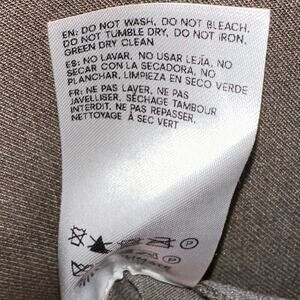 EN: DO NOT WASH, DO NOT BLEACH,
DO NOT TUMBLE DRY, DO NOT IRON,
GREEN DRY CLEAN
ES: NO LAVAR, NO USAR LEJÍA, NO
SECAR CON LA SECADORA, NO
PLANCHAR, LIMPIEZA EN SECO VERDE
FR: NE PAS LAVER, NE PAS
JAVELLISER, SÉCHAGE TAMBOUR
INTERDIT, NE PAS REPASSER,
NETTOYAGE À SEC VERT
P
P